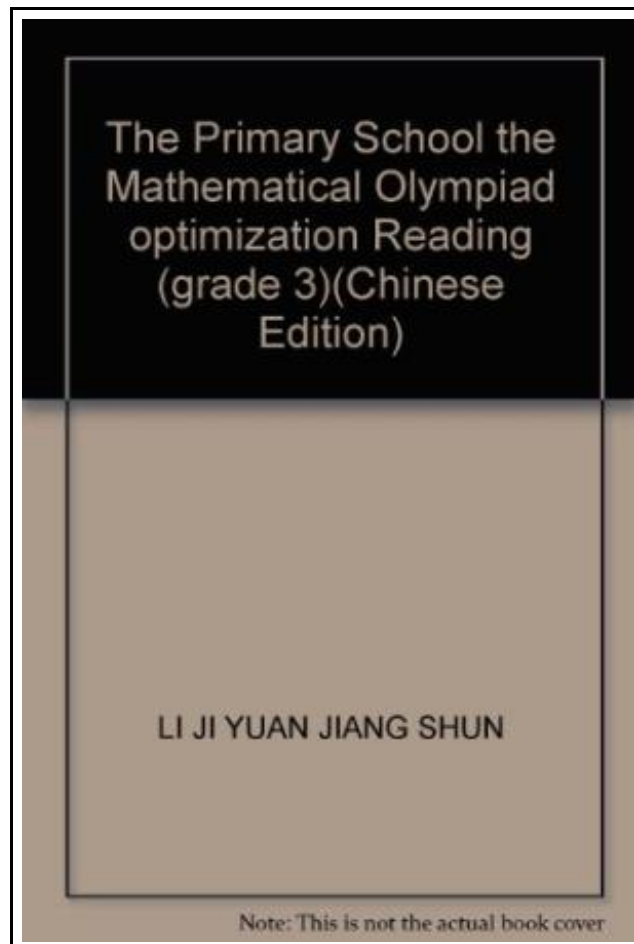 The Primary School the
Mathematical Olympiad
optimization Reading
(grade 3)(Chinese
Edition)
LI JI YUAN JIANG SHUN
Note: This is not the actual book cover